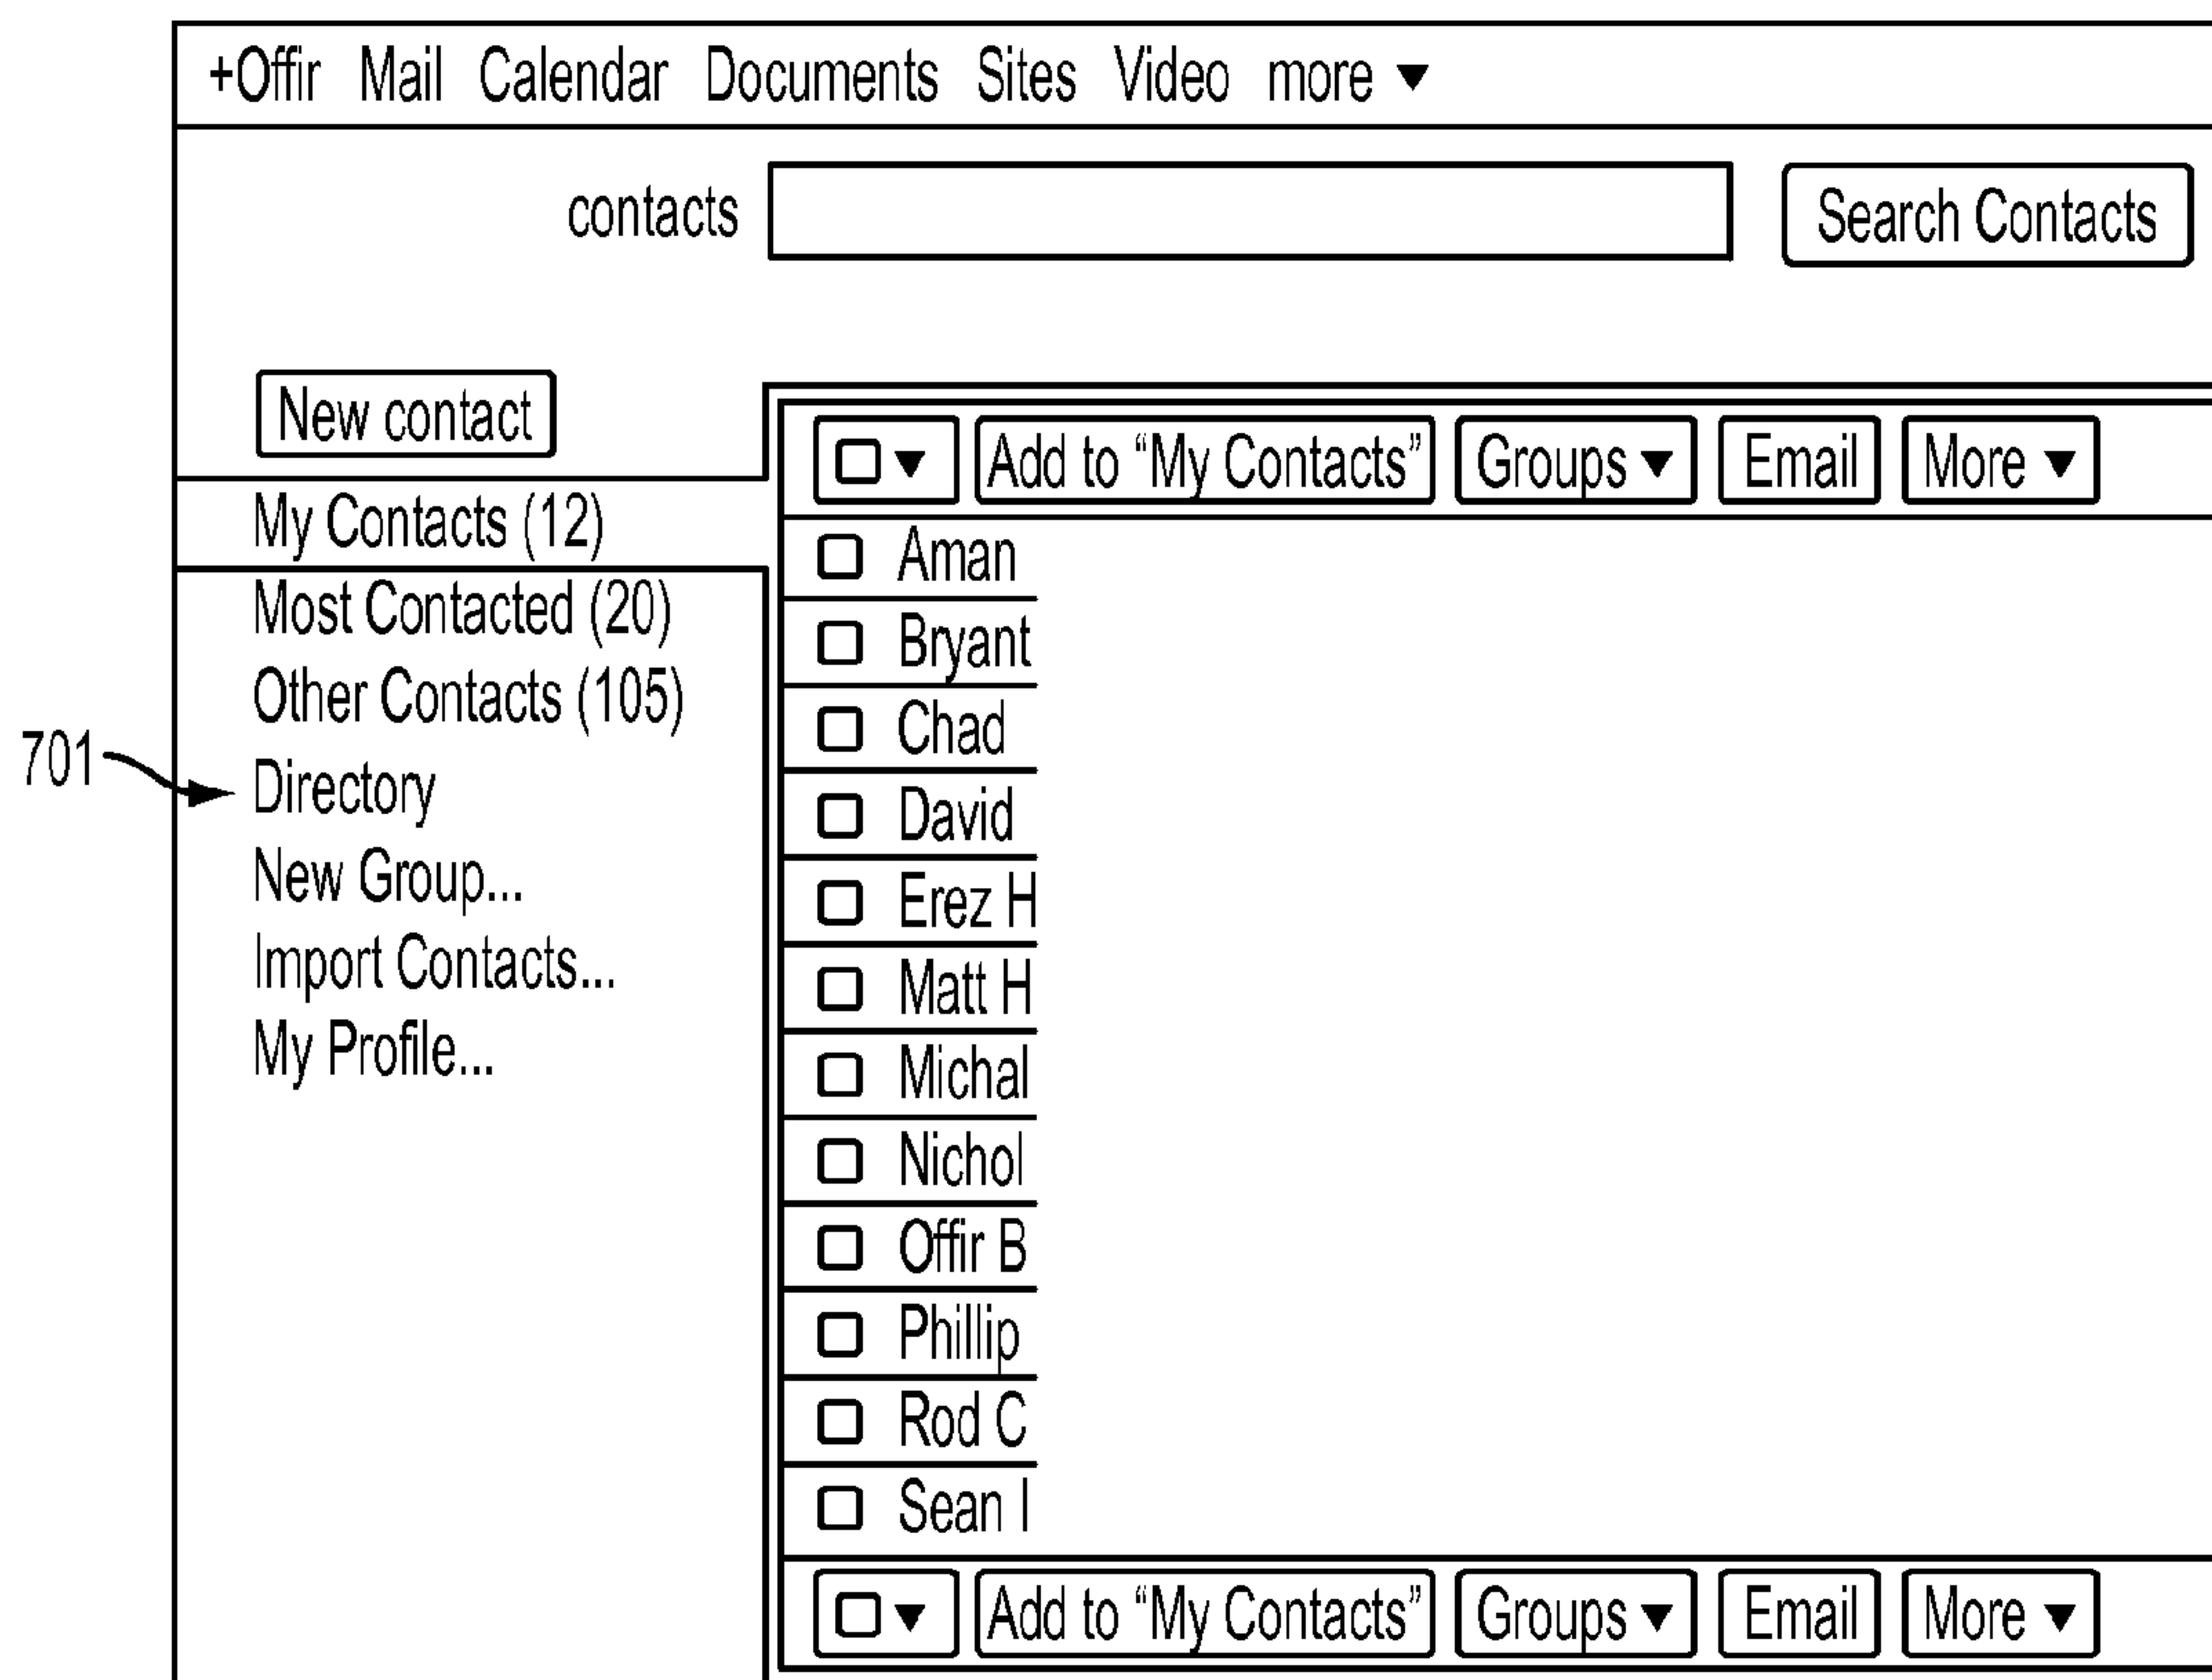 +Offir Mail Calendar Documents Sites Video more ▼
contacts Search Contacts
New contact
My Contacts (12)
Most Contacted (20)
Other Contacts (105)
701
Directory
New Group...
Import Contacts...
My Profile...
▼ Add to “My Contacts” Groups ▼ Email More ▼
Aman
Bryant
Chad
David
Erez H
Matt H
Michal
Nichol
Offir B
Phillip
Rod C
Sean I
▼ Add to “My Contacts” Groups ▼ Email More ▼